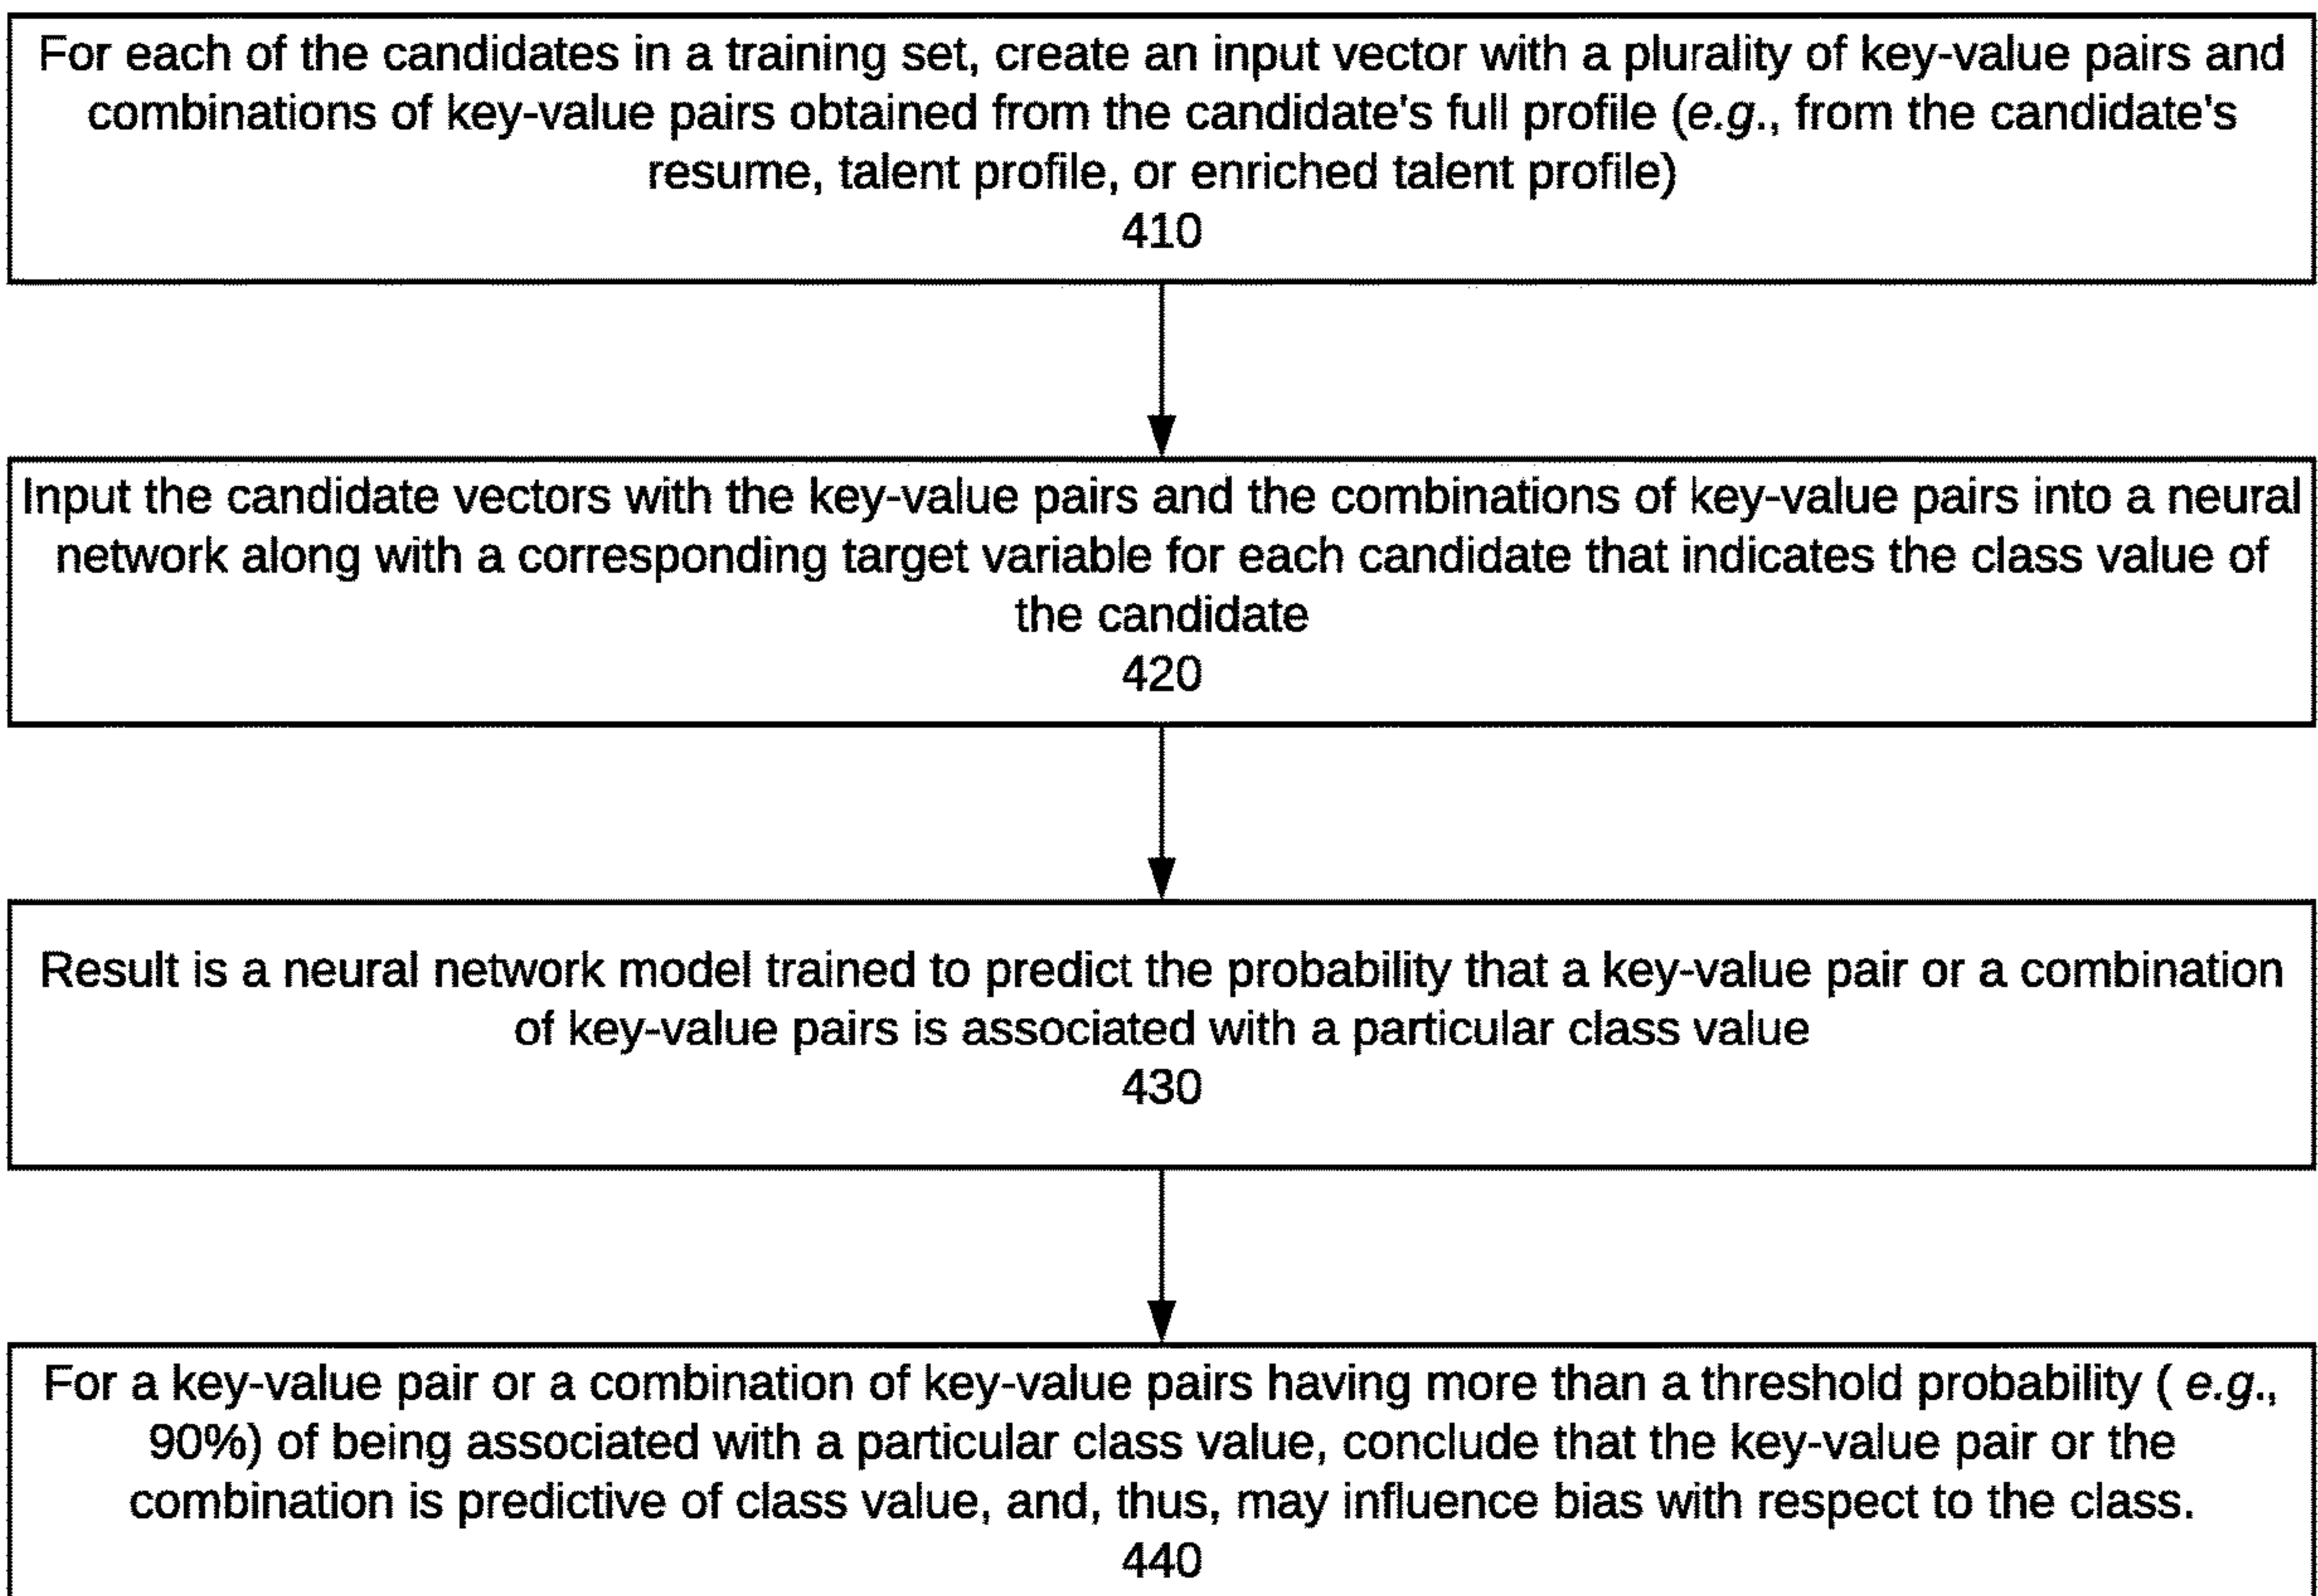 For each of the candidates in a training set, create an input vector with a plurality of key-value pairs and
combinations of key-value pairs obtained from the candidate's full profile (e.g., from the candidate's
resume, talent profile, or enriched talent profile)
410
Input the candidate vectors with the key-value pairs and the combinations of key-value pairs into a neural
network along with a corresponding target variable for each candidate that indicates the class value of
the candidate
420
Result is a neural network model trained to predict the probability that a key-value pair or a combination
of key-value pairs is associated with a particular class value
430
For a key-value pair or a combination of key-value pairs having more than a threshold probability ( e.g.,
90%) of being associated with a particular class value, conclude that the key-value pair or the
combination is predictive of class value, and, thus, may influence bias with respect to the class.
440